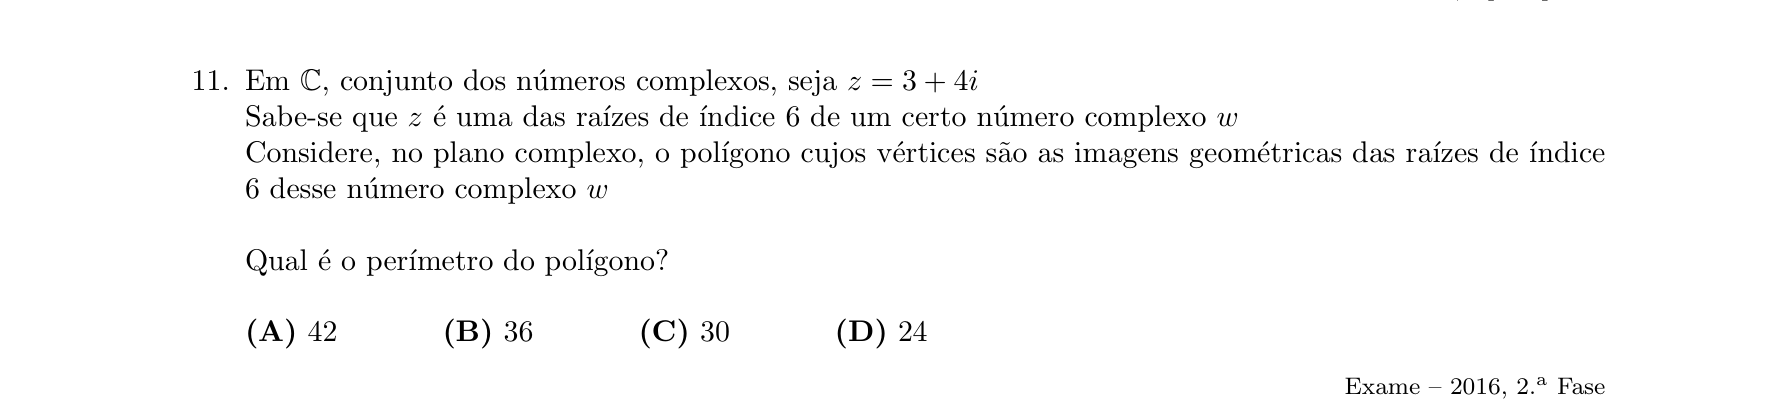 11. Em ℂ, conjunto dos números complexos, seja z = 3 + 4i
Sabe-se que z é uma das raízes de índice 6 de um certo número complexo w
Considere, no plano complexo, o polígono cujos vértices são as imagens geométricas das raízes de índice
6 desse número complexo w
Qual é o perímetro do polígono?
(A) 42 (B) 36 (C) 30 (D) 24
Exame – 2016, 2.ª Fase